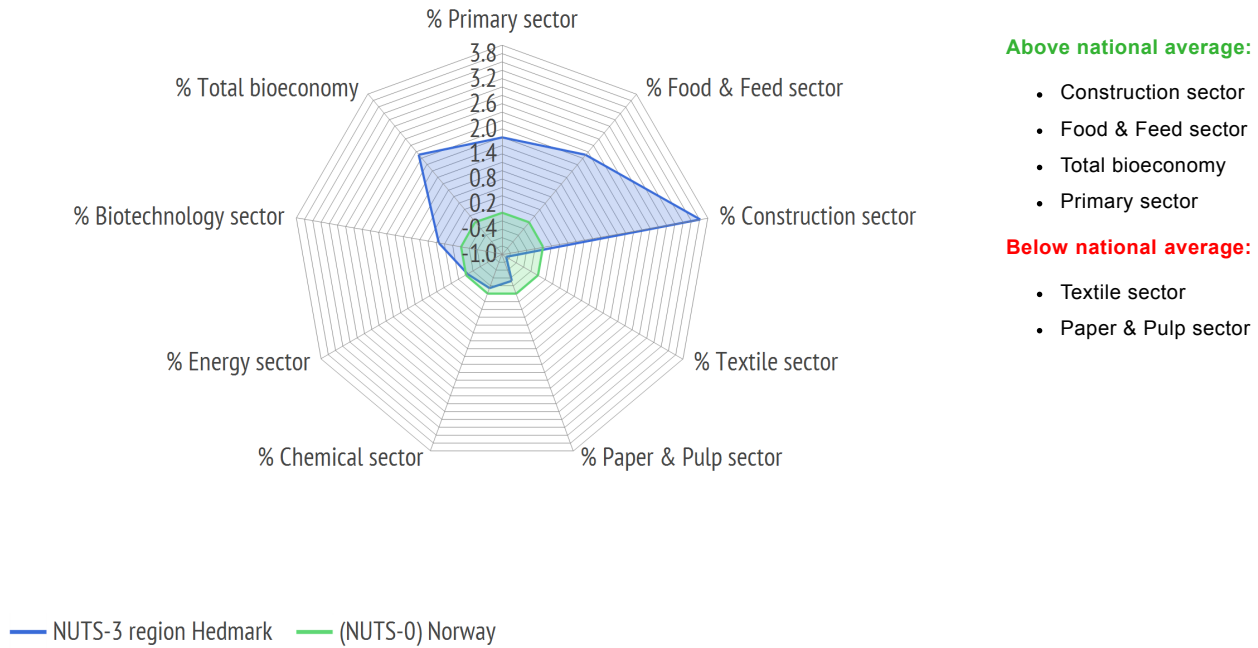 % Primary sector
3.8
3.2
2.6
2.0
1.4
0.8
0.2
-0.4
-1.0
% Total bioeconomy
% Food & Feed sector
% Biotechnology sector
% Construction sector
% Energy sector
% Textile sector
% Chemical sector
% Paper & Pulp sector
NUTS-3 region Hedmark
(NUTS-0) Norway
Above national average:
• Construction sector
• Food & Feed sector
• Total bioeconomy
• Primary sector
Below national average:
• Textile sector
• Paper & Pulp sector